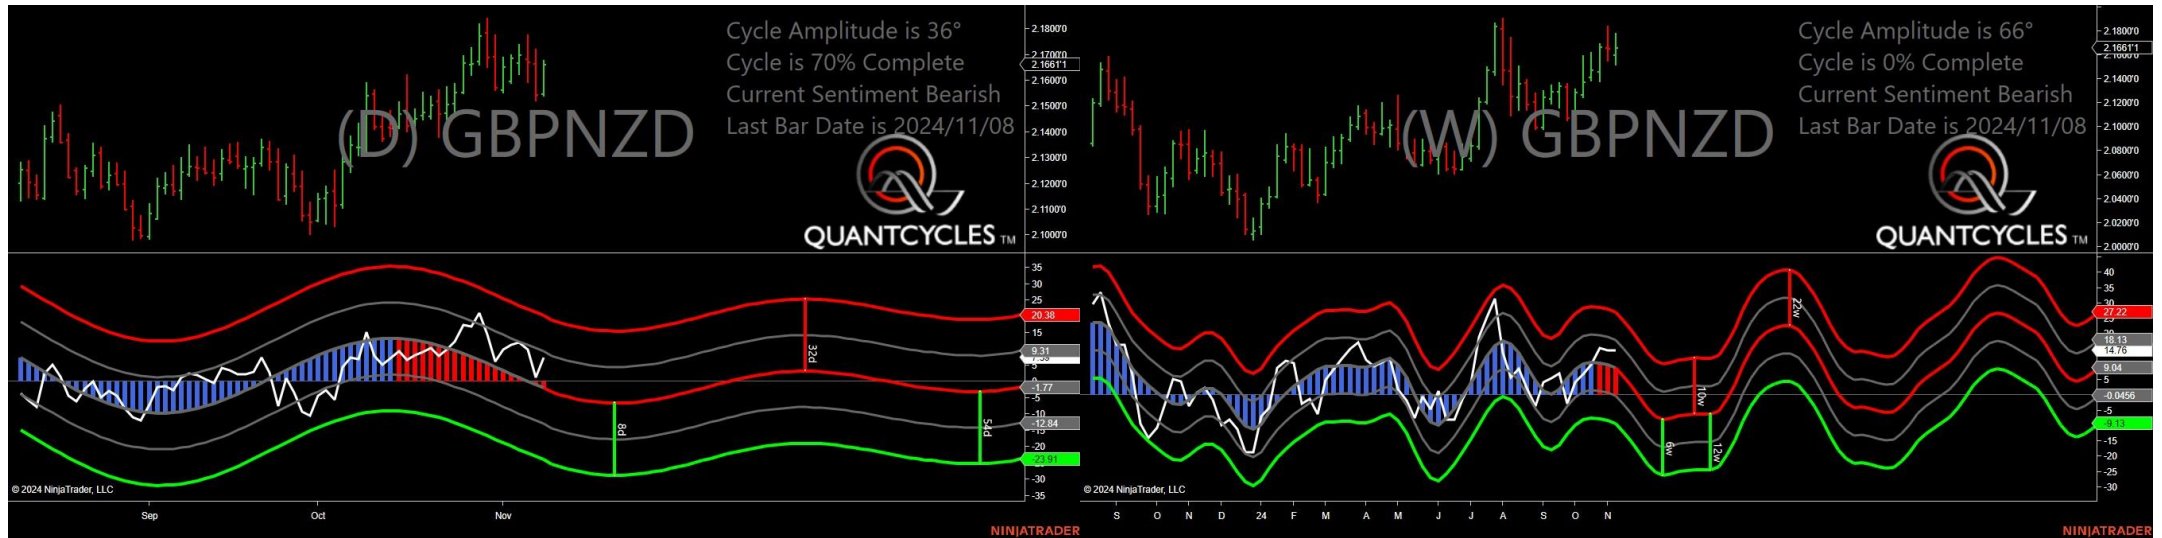 Cycle Amplitude is 36°
Cycle is 70% Complete
Current Sentiment Bearish
Last Bar Date is 2024/11/08
(D) GBPNZD
QUANTCYCLES TM
2.1800'0
2.1700'0
2.1661'1
2.1600'0
2.1500'0
2.1400'0
2.1300'0
2.1200'0
2.1100'0
2.1000'0
35
30
25
20.38
15
9.31
5
-1.77
-5
-10
-12.84
-20
-23.91
-30
-35
8d
32d
54d
© 2024 NinjaTrader, LLC
Sep Oct Nov
NINJATRADER
Cycle Amplitude is 66°
Cycle is 0% Complete
Current Sentiment Bearish
Last Bar Date is 2024/11/08
(W) GBPNZD
QUANTCYCLES TM
2.1800'0
2.1661'1
2.1400'0
2.1200'0
2.1000'0
2.0800'0
2.0600'0
2.0400'0
2.0200'0
2.0000'0
40
35
30
27.22
18.13
14.76
9.04
5
-0.0456
-5
-9.13
-15
-20
-25
-30
6w
10w
12w
22w
© 2024 NinjaTrader, LLC
S O N D 24 F M A M J J A S O N
NINJATRADER